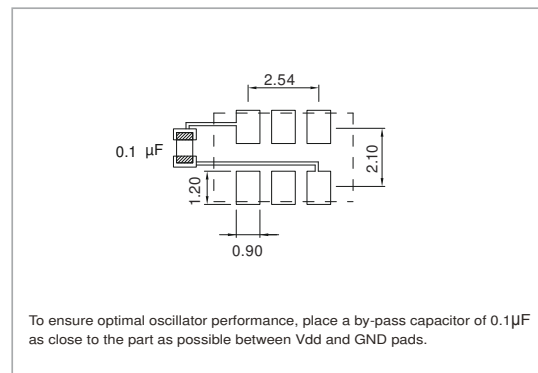 2.54
0.1 µF
2.10
1.20
0.90
To ensure optimal oscillator performance, place a by-pass capacitor of 0.1µF
as close to the part as possible between Vdd and GND pads.